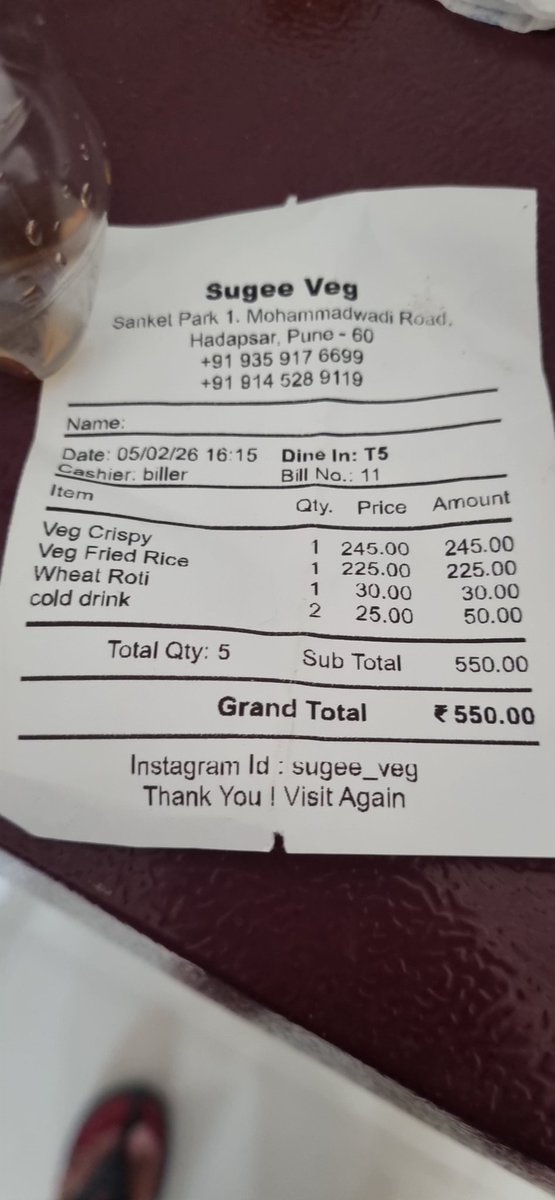 Sugee Veg
Sanket Park 1. Mohammadwadi Road,
Hadapsar, Pune - 60
+91 935 917 6699
+91 914 528 9119
Name:
Date: 05/02/26 16:15 Dine In: T5
Cashier: biller Bill No.: 11
Item Qty. Price Amount
Veg Crispy 1 245.00 245.00
Veg Fried Rice 1 225.00 225.00
Wheat Roti 1 30.00 30.00
cold drink 2 25.00 50.00
Total Qty: 5 Sub Total 550.00
Grand Total ₹550.00
Instagram Id : sugee_veg
Thank You ! Visit Again